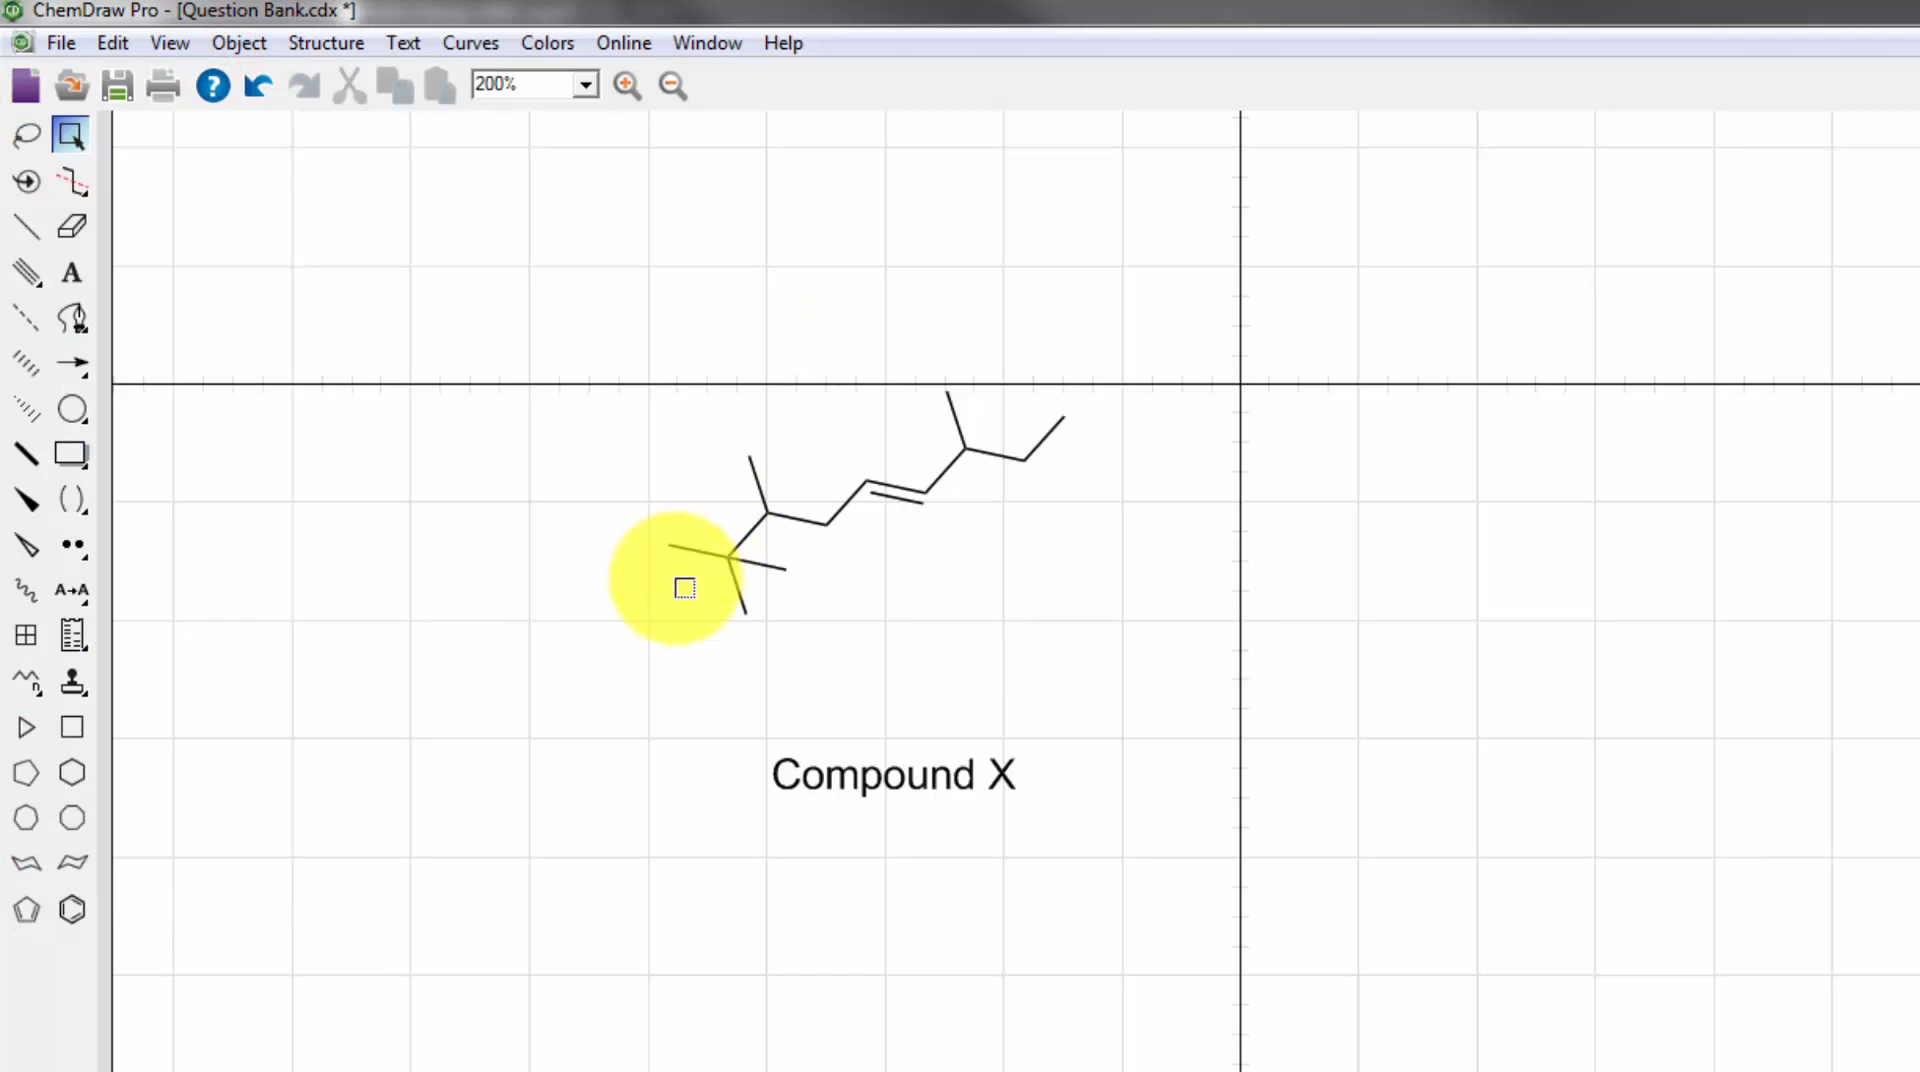 ChemDraw Pro - [Question Bank.cdx *]
File Edit View Object Structure Text Curves Colors Online Window Help
200%
A
A→A
n
Compound X